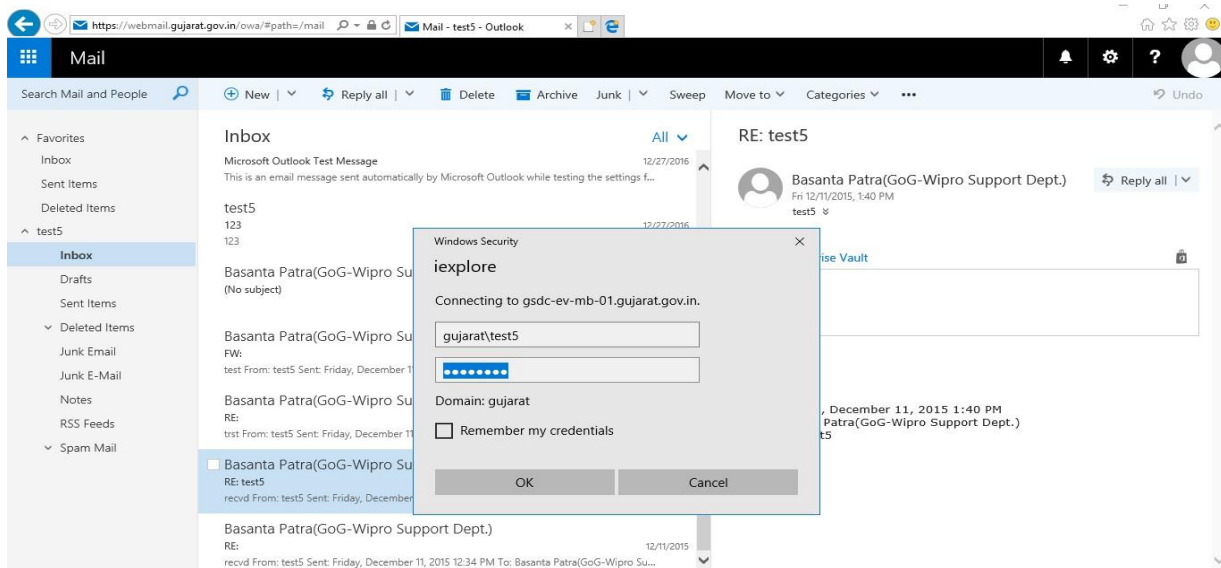 https://webmail.gujarat.gov.in/owa/#path=/mail
Mail - test5 - Outlook
Mail
Search Mail and People
New
Reply all
Delete
Archive
Junk
Sweep
Move to
Categories
Undo
Favorites
Inbox
Sent Items
Deleted Items
test5
Inbox
Drafts
Sent Items
Deleted Items
Junk Email
Junk E-Mail
Notes
RSS Feeds
Spam Mail
Inbox
All
Microsoft Outlook Test Message
12/27/2016
This is an email message sent automatically by Microsoft Outlook while testing the settings f...
test5
123
12/27/2016
123
Basanta Patra(GoG-Wipro Su
(No subject)
Basanta Patra(GoG-Wipro Su
FW:
test From: test5 Sent: Friday, December 1
Basanta Patra(GoG-Wipro Su
RE:
trst From: test5 Sent: Friday, December 11
Basanta Patra(GoG-Wipro Su
RE: test5
recvd From: test5 Sent: Friday, December
Basanta Patra(GoG-Wipro Support Dept.)
RE:
12/11/2015
recvd From: test5 Sent: Friday, December 11, 2015 12:34 PM To: Basanta Patra(GoG-Wipro Su...
Windows Security
iexplore
Connecting to gsdc-ev-mb-01.gujarat.gov.in.
gujarat\test5
Domain: gujarat
Remember my credentials
OK
Cancel
RE: test5
Basanta Patra(GoG-Wipro Support Dept.)
Fri 12/11/2015, 1:40 PM
test5
Reply all
ise Vault
, December 11, 2015 1:40 PM
Patra(GoG-Wipro Support Dept.)
t5